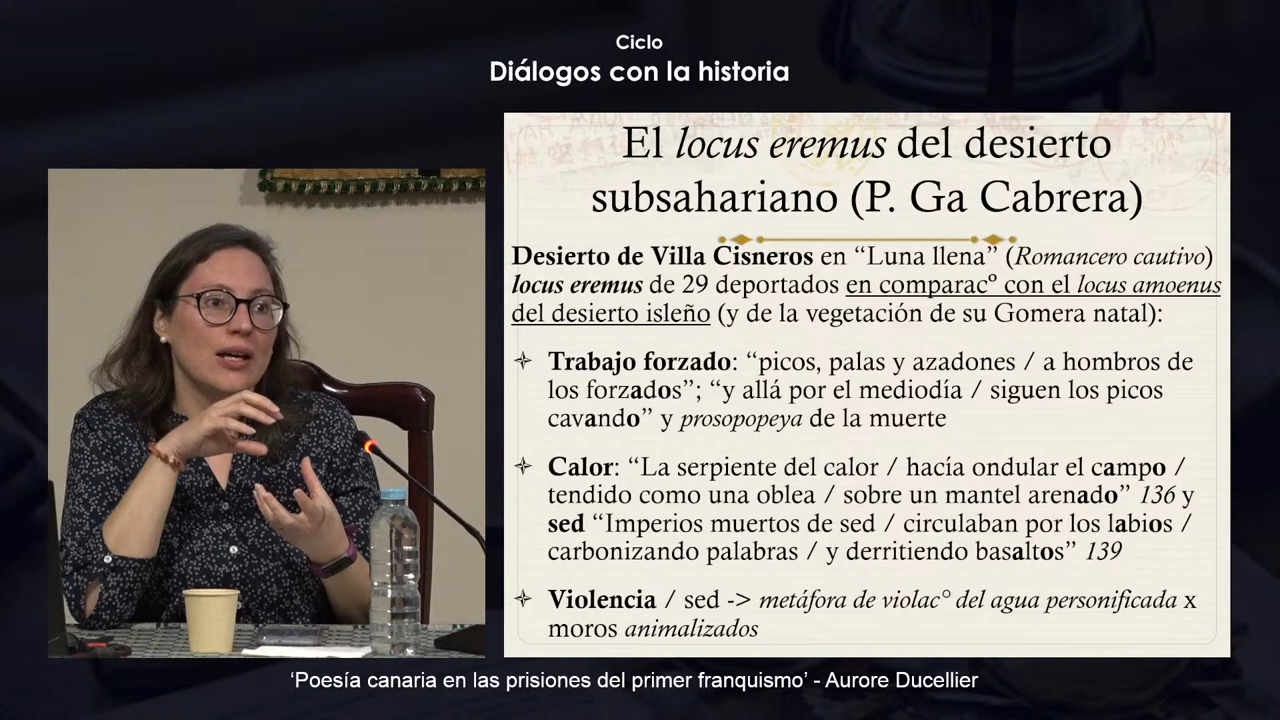 Ciclo
Diálogos con la historia
El locus eremus del desierto
subsahariano (P. Ga Cabrera)
Desierto de Villa Cisneros en “Luna llena” (Romancero cautivo)
locus eremus de 29 deportados en comparacº con el locus amoenus
del desierto isleño (y de la vegetación de su Gomera natal):
Trabajo forzado: “picos, palas y azadones / a hombros de
los forzados”; “y allá por el mediodía / siguen los picos
cavando” y prosopopeya de la muerte
Calor: “La serpiente del calor / hacía ondular el campo /
tendido como una oblea / sobre un mantel arenado” 136 y
sed “Imperios muertos de sed / circulaban por los labios /
carbonizando palabras / y derritiendo basaltos” 139
Violencia / sed -> metáfora de violac° del agua personificada x
moros animalizados
‘Poesía canaria en las prisiones del primer franquismo’ - Aurore Ducellier